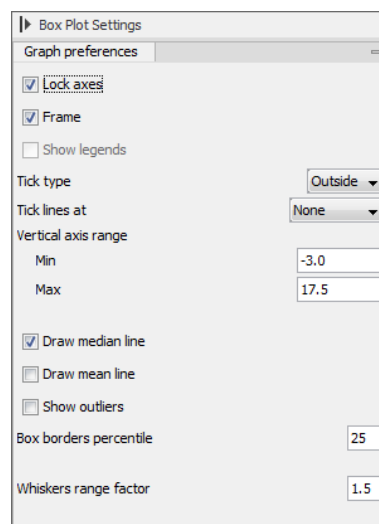 Box Plot Settings
Graph preferences
Lock axes
Frame
Show legends
Tick type Outside
Tick lines at None
Vertical axis range
Min -3.0
Max 17.5
Draw median line
Draw mean line
Show outliers
Box borders percentile 25
Whiskers range factor 1.5